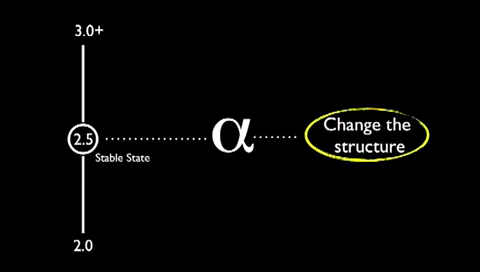 3.0+
2.5
Stable State
α
Change the
structure
2.0